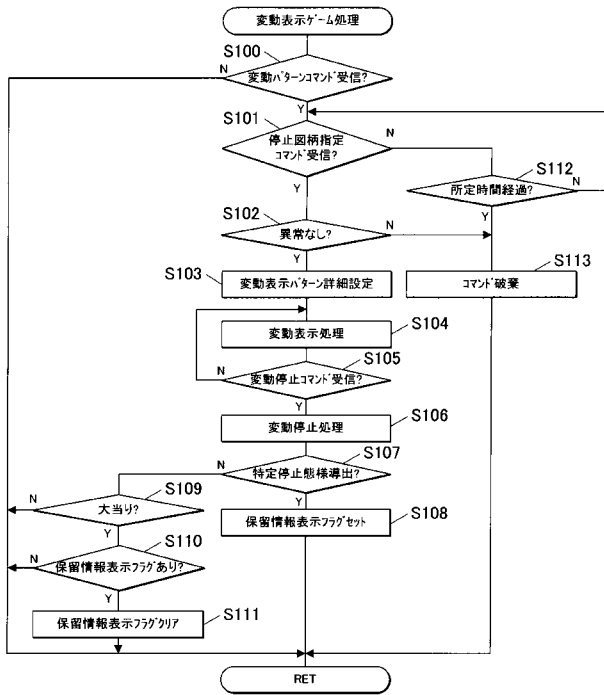 変動表示ゲーム処理
S100
N
変動パターンコマンド受信?
Y
S101
停止図柄指定
コマンド受信?
N
Y
S112
所定時間経過?
N
Y
S102
異常なし?
N
Y
S103
変動表示パターン詳細設定
S113
コマンド破棄
変動表示処理
S104
S105
N
変動停止コマンド受信?
Y
S106
変動停止処理
S107
N
特定停止態様導出?
Y
S109
N
大当り?
Y
S108
保留情報表示フラグセット
S110
N
保留情報表示フラグあり?
Y
S111
保留情報表示フラグクリア
RET